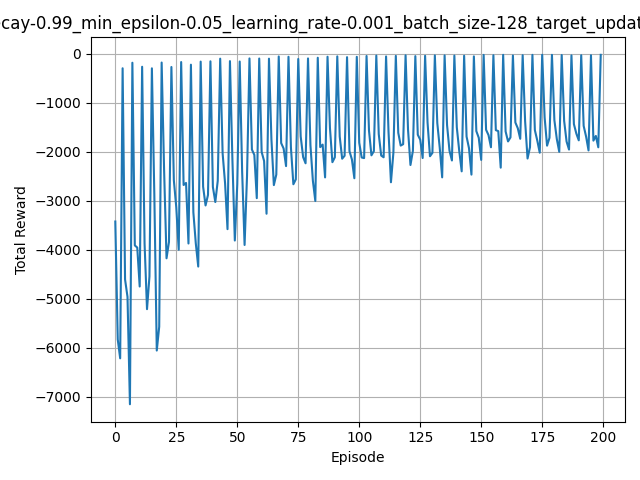 cay-0.99_min_epsilon-0.05_learning_rate-0.001_batch_size-128_target_updat
0
−1000
−2000
−3000
−4000
−5000
−6000
−7000
Total Reward
0 25 50 75 100 125 150 175 200
Episode